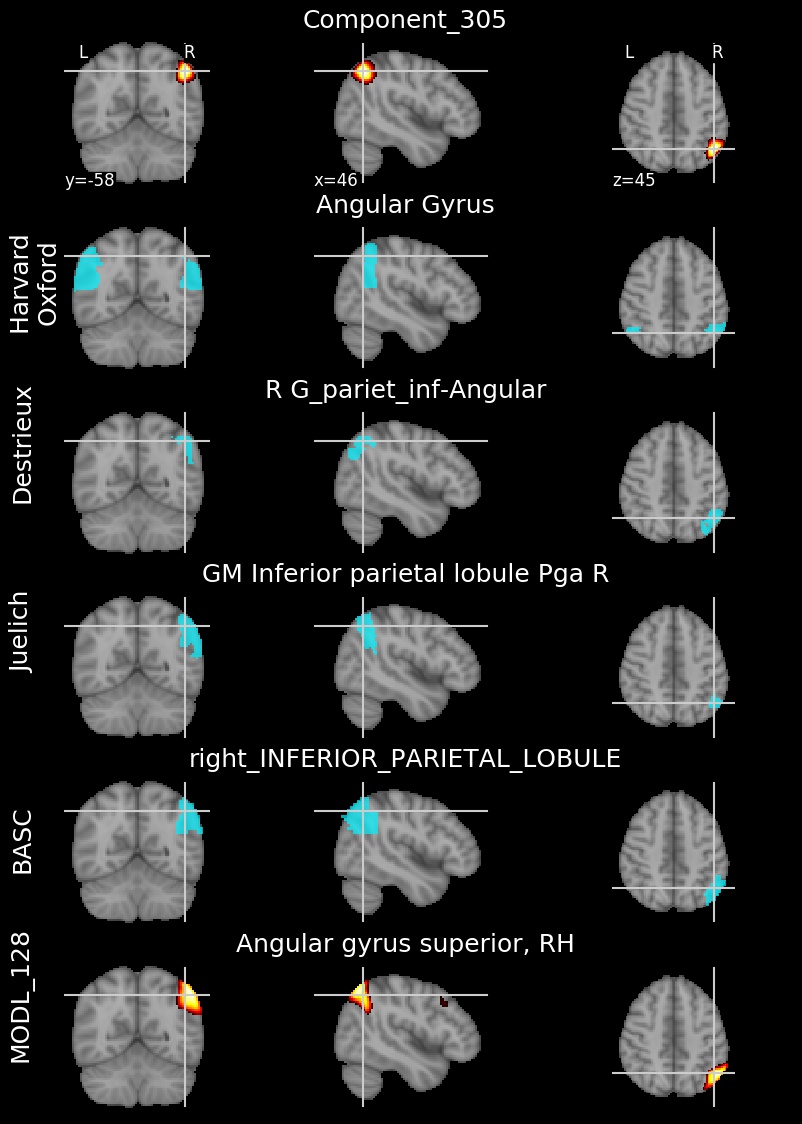 Component_305
L R
L R
y=-58
x=46
z=45
Angular Gyrus
Harvard
Oxford
R G_pariet_inf-Angular
Destrieux
GM Inferior parietal lobule Pga R
Juelich
right_INFERIOR_PARIETAL_LOBULE
BASC
Angular gyrus superior, RH
MODL_128